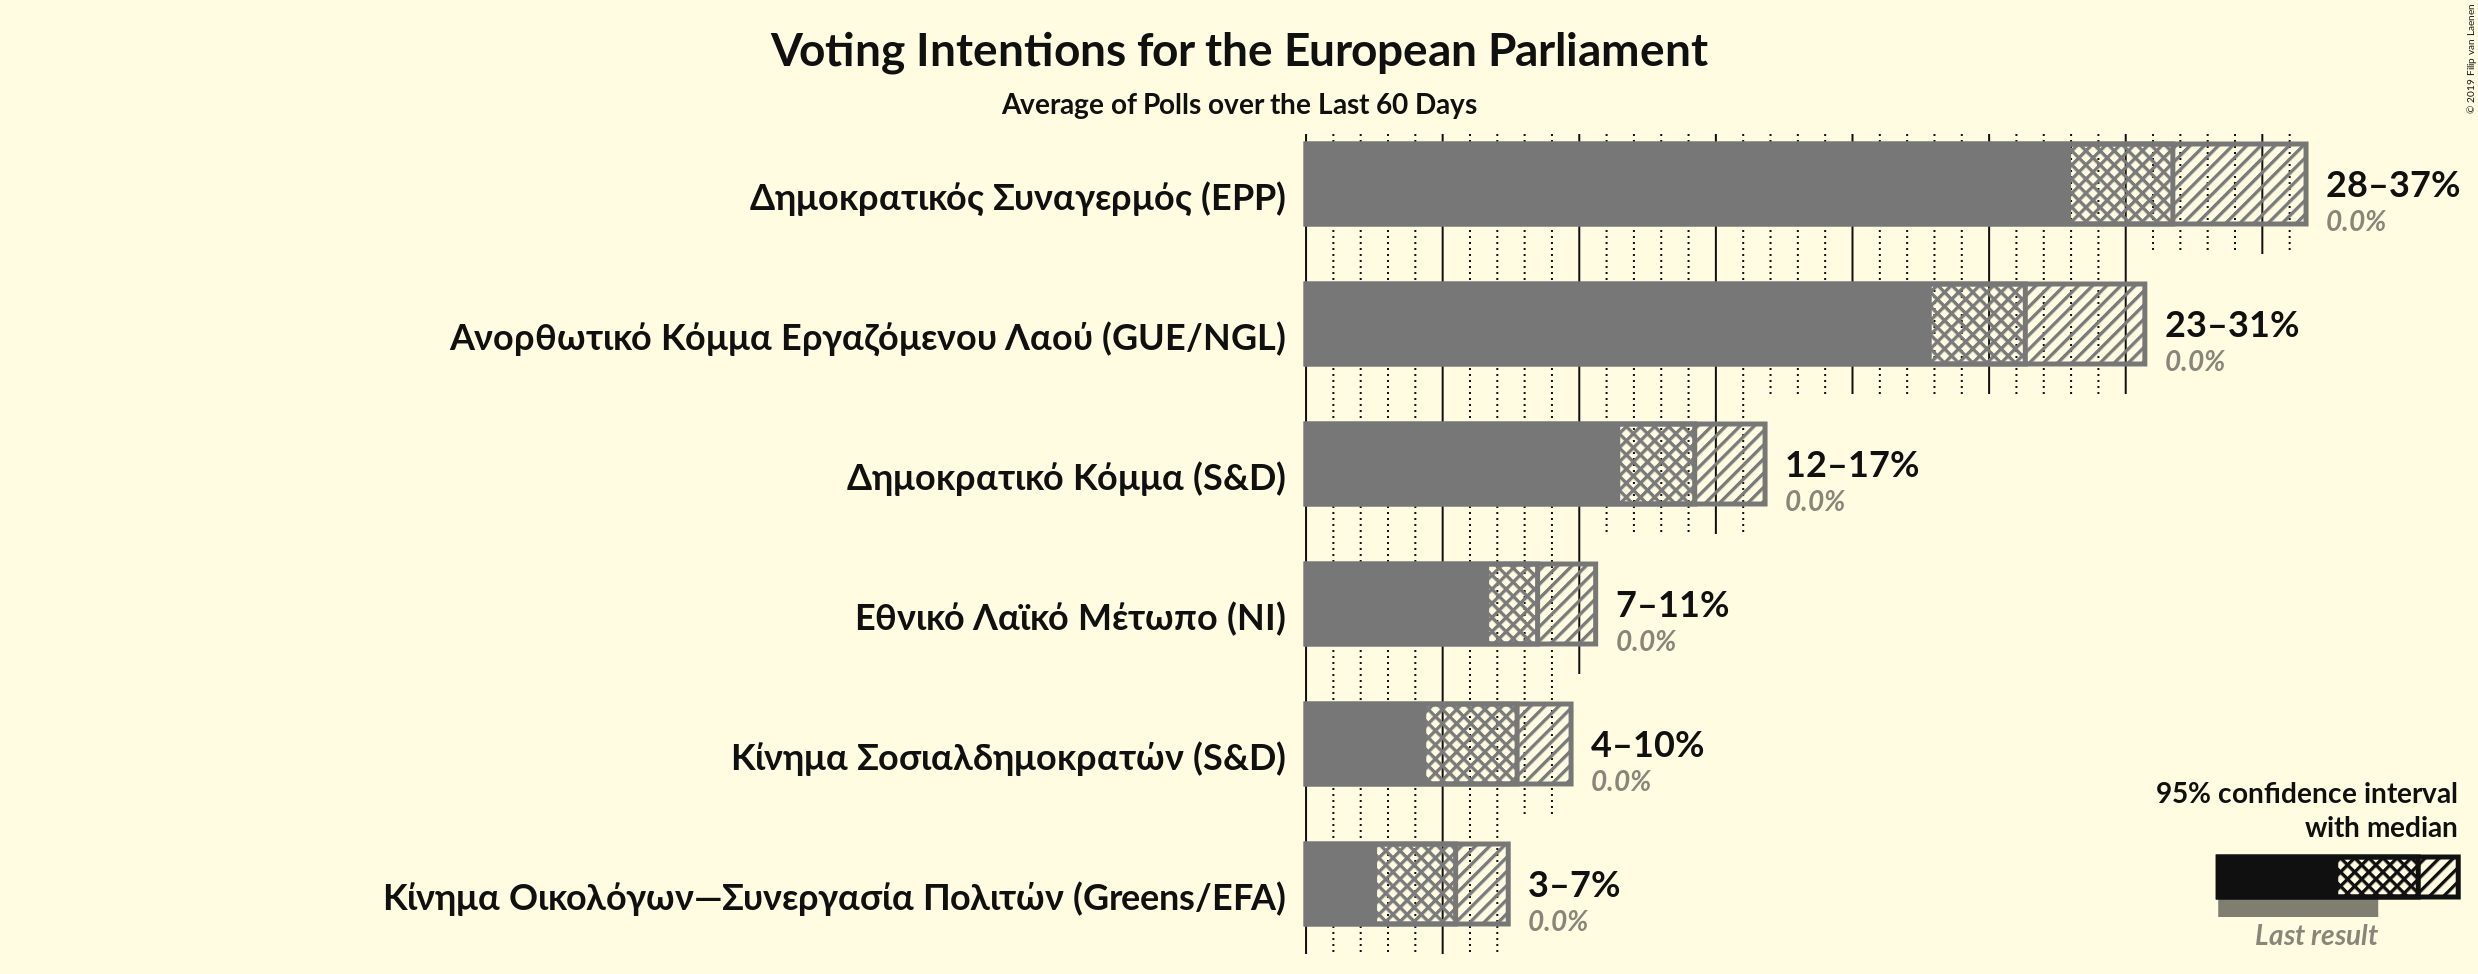 Voting Intentions for the European Parliament
Average of Polls over the Last 60 Days
© 2019 Filip van Laenen
Δημοκρατικός Συναγερμός (EPP)
28–37%
0.0%
Ανορθωτικό Κόμμα Εργαζόμενου Λαού (GUE/NGL)
23–31%
0.0%
Δημοκρατικό Κόμμα (S&D)
12–17%
0.0%
Εθνικό Λαϊκό Μέτωπο (NI)
7–11%
0.0%
Κίνημα Σοσιαλδημοκρατών (S&D)
4–10%
0.0%
Κίνημα Οικολόγων—Συνεργασία Πολιτών (Greens/EFA)
3–7%
0.0%
95% confidence interval
with median
Last result